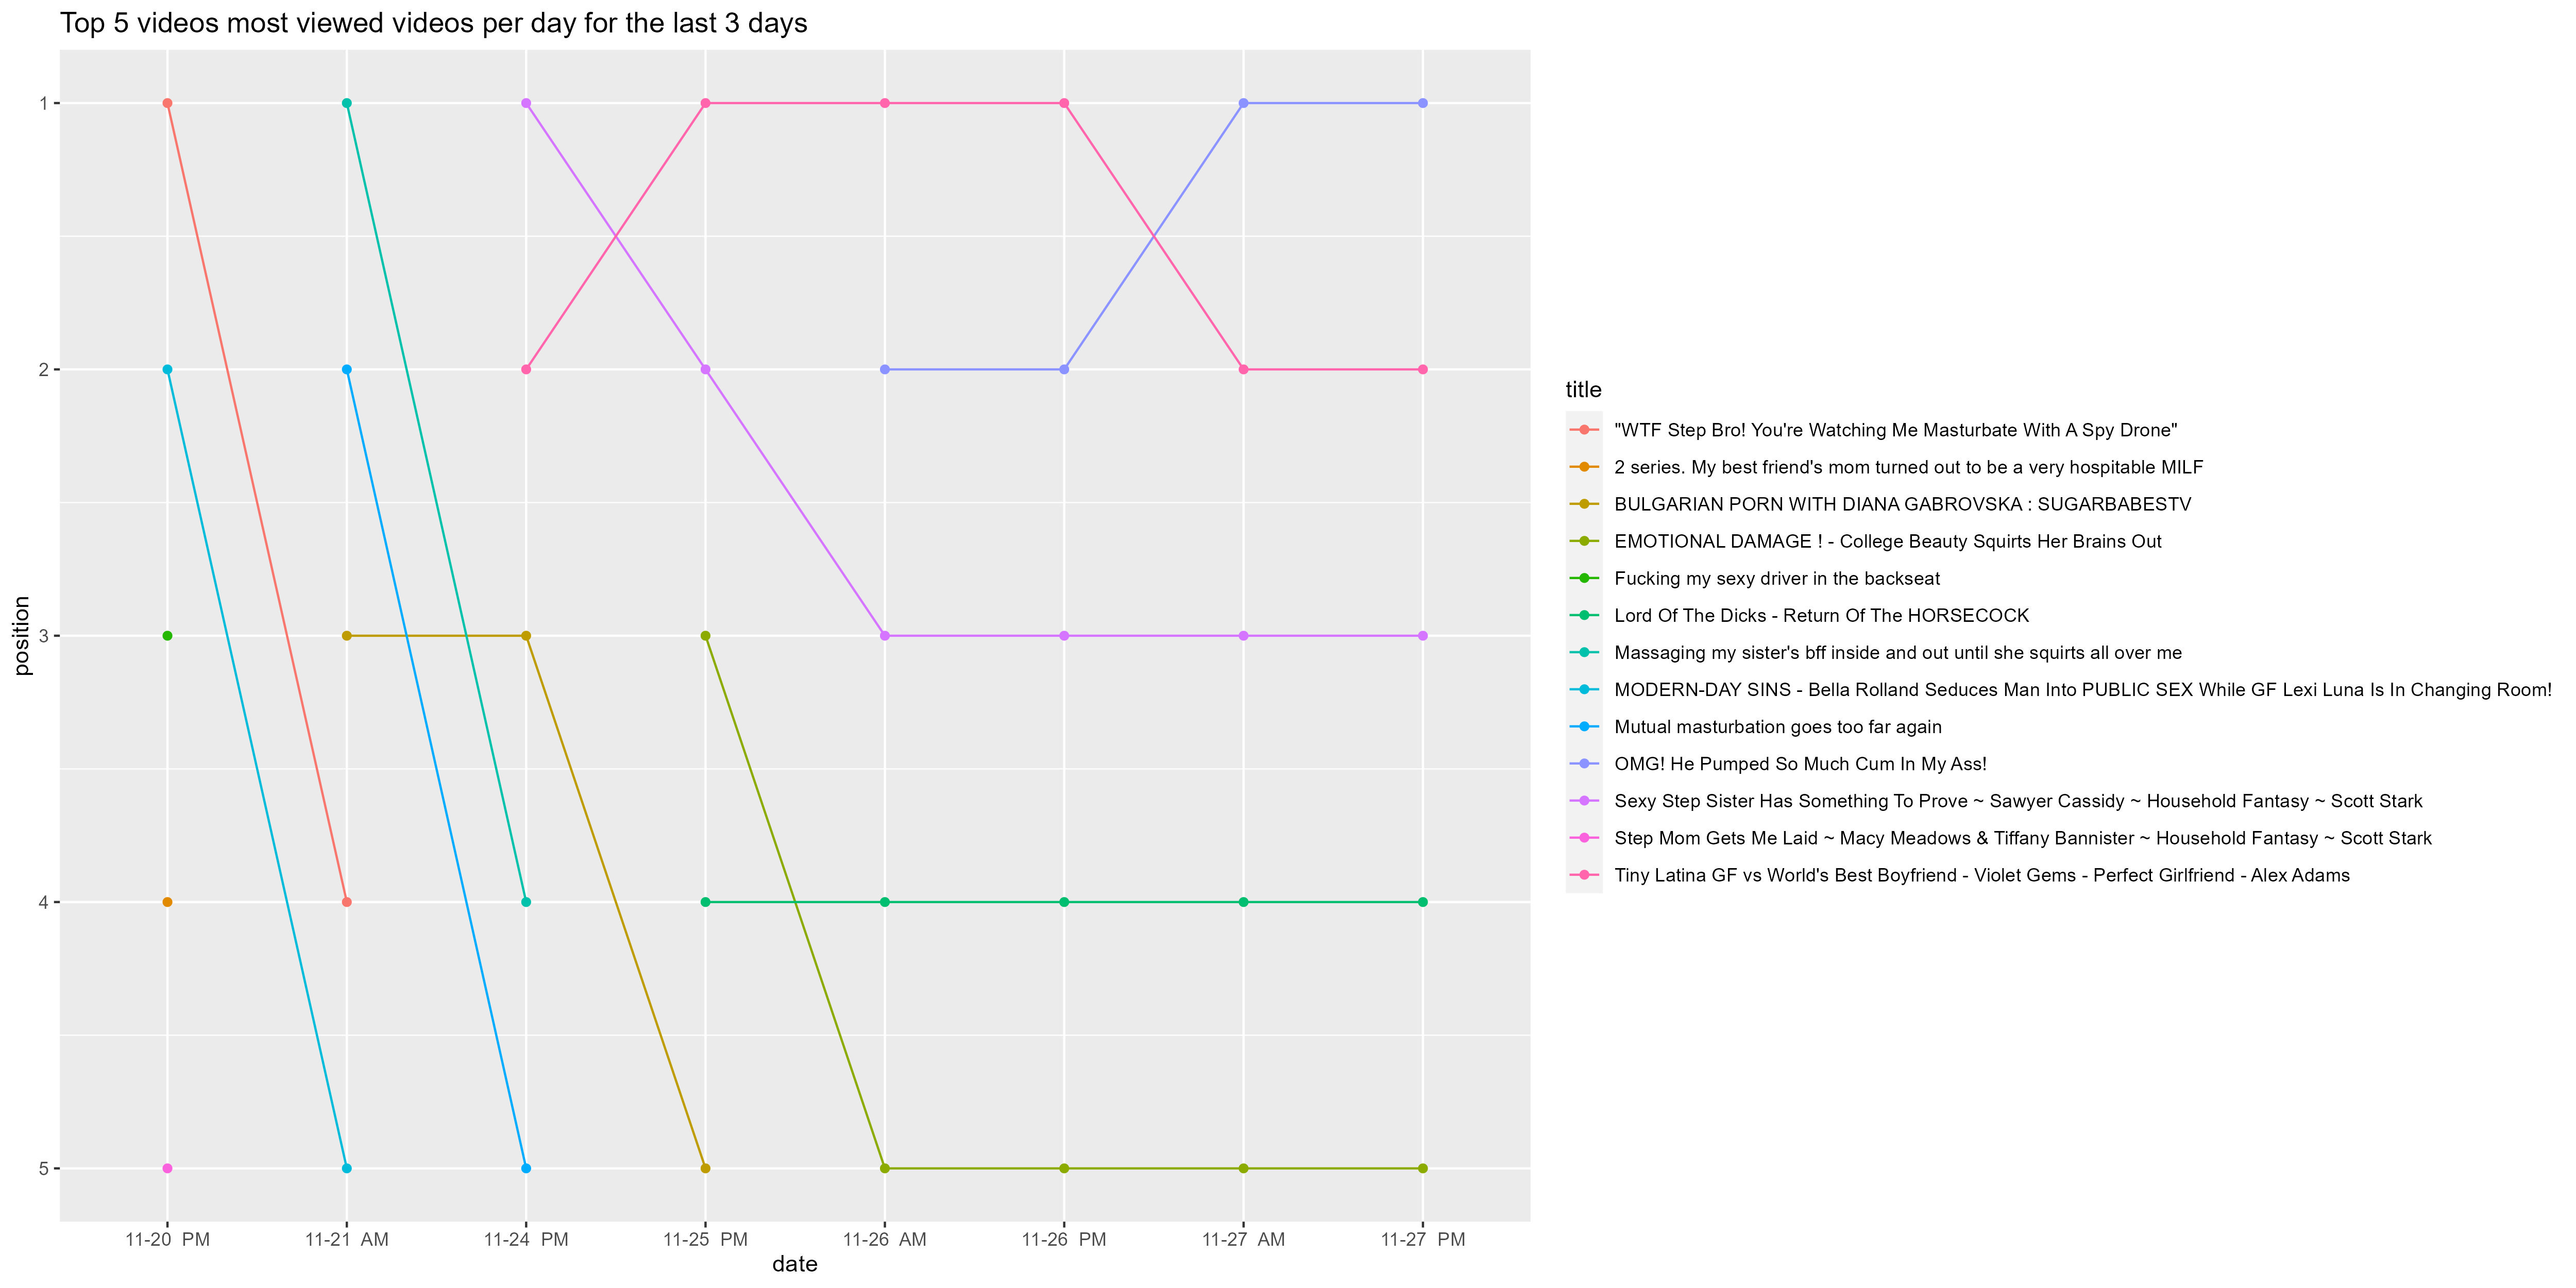 Top 5 videos most viewed videos per day for the last 3 days
position
1
2
3
4
5
11-20 PM
11-21 AM
11-24 PM
11-25 PM
11-26 AM
11-26 PM
11-27 AM
11-27 PM
date
title
"WTF Step Bro! You're Watching Me Masturbate With A Spy Drone"
2 series. My best friend's mom turned out to be a very hospitable MILF
BULGARIAN PORN WITH DIANA GABROVSKA : SUGARBABESTV
EMOTIONAL DAMAGE ! - College Beauty Squirts Her Brains Out
Fucking my sexy driver in the backseat
Lord Of The Dicks - Return Of The HORSECOCK
Massaging my sister's bff inside and out until she squirts all over me
MODERN-DAY SINS - Bella Rolland Seduces Man Into PUBLIC SEX While GF Lexi Luna Is In Changing Room!
Mutual masturbation goes too far again
OMG! He Pumped So Much Cum In My Ass!
Sexy Step Sister Has Something To Prove ~ Sawyer Cassidy ~ Household Fantasy ~ Scott Stark
Step Mom Gets Me Laid ~ Macy Meadows & Tiffany Bannister ~ Household Fantasy ~ Scott Stark
Tiny Latina GF vs World's Best Boyfriend - Violet Gems - Perfect Girlfriend - Alex Adams